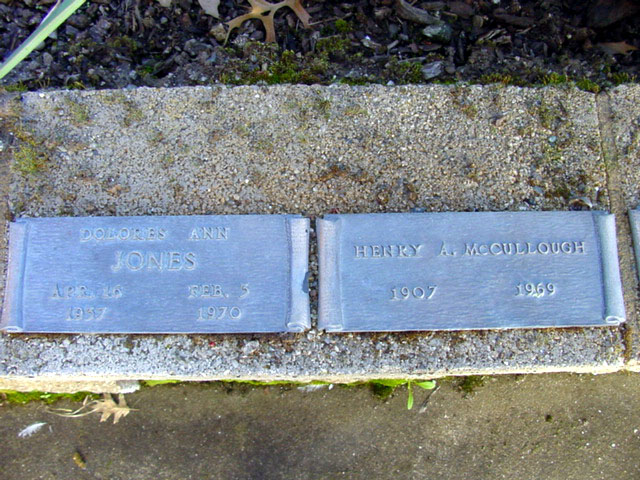 DOLORES ANN
JONES
APR. 16 FEB. 5
1937 1970
HENRY A. McCULLOUGH
1907 1969